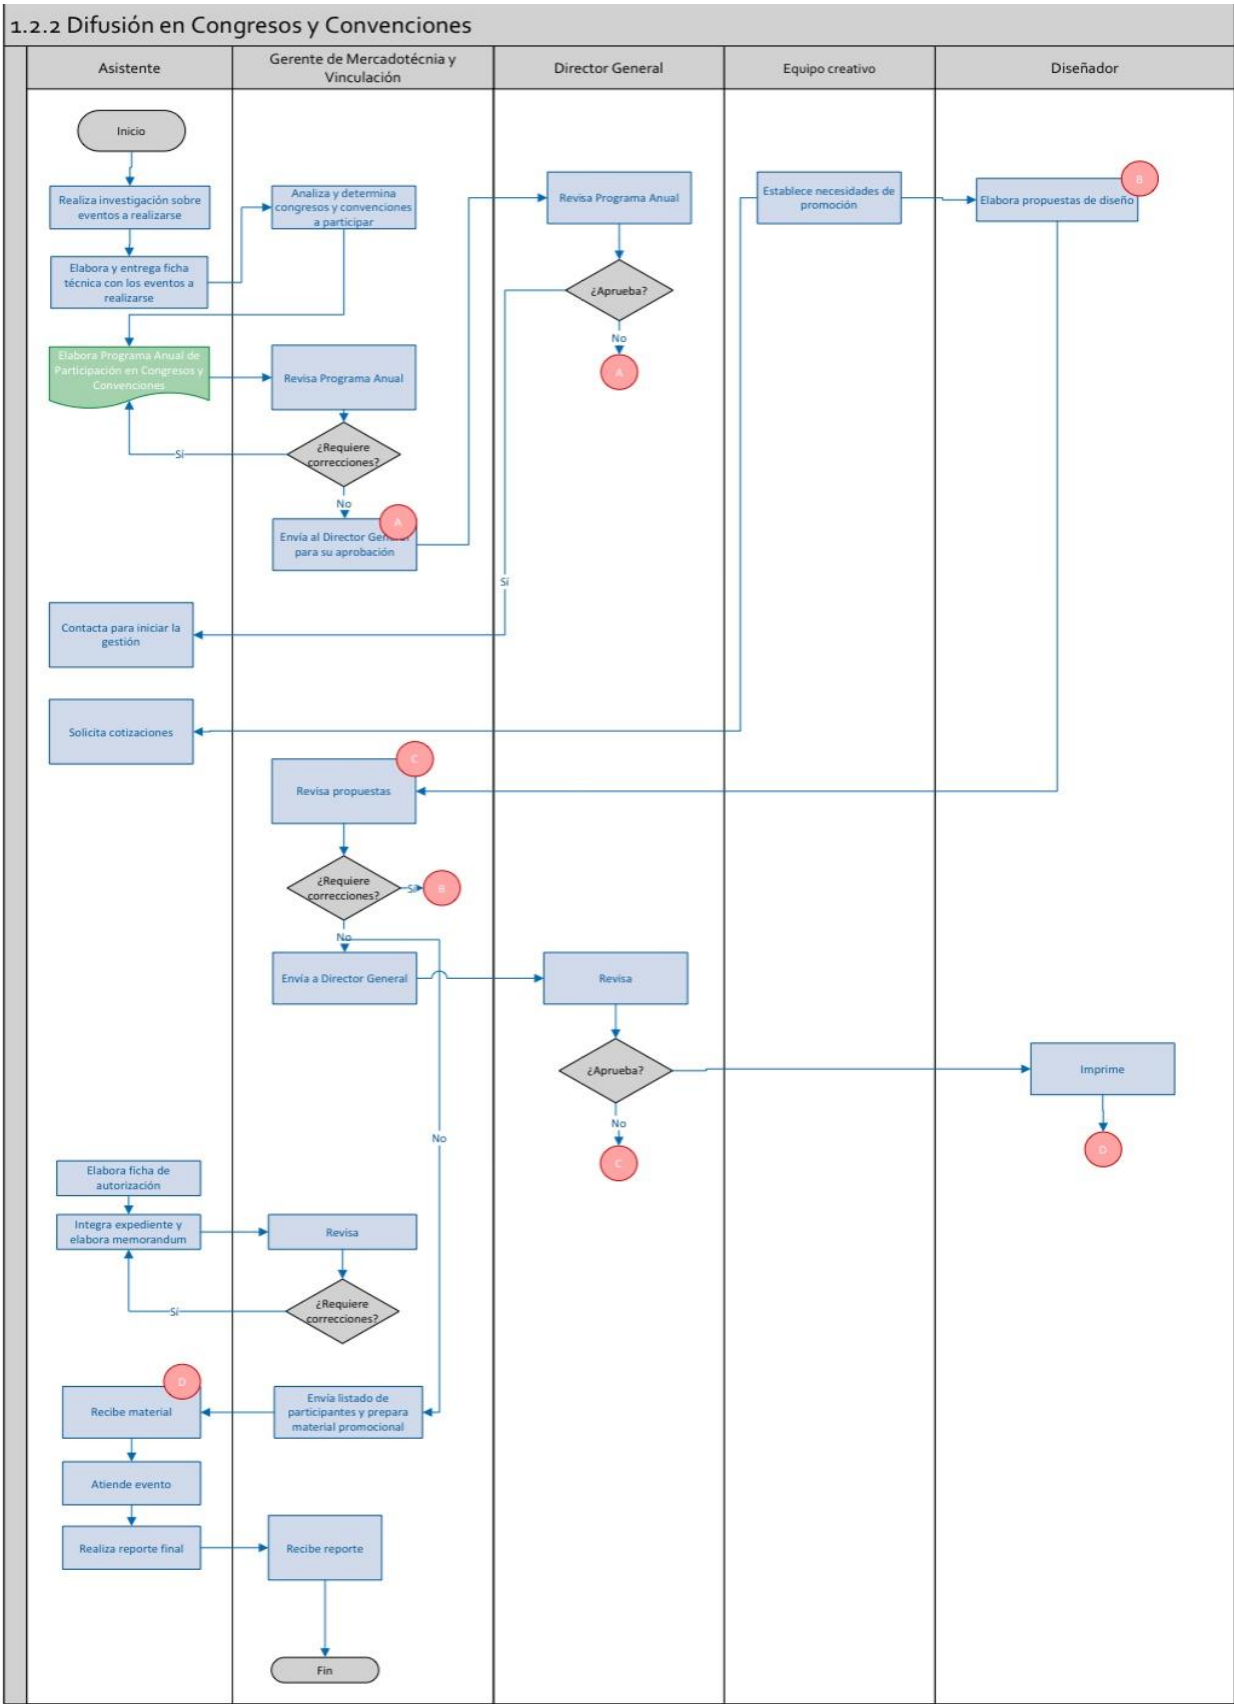 1.2.2 Difusión en Congresos y Convenciones
Asistente
Gerente de Mercadotécnia y
Vinculación
Director General
Equipo creativo
Diseñador
Inicio
Realiza investigación sobre
eventos a realizarse
Analiza y determina
congresos y convenciones
a participar
Revisa Programa Anual
Establece necesidades de
promoción
B
Elabora propuestas de diseño
Elabora y entrega ficha
técnica con los eventos a
realizarse
¿Aprueba?
No
A
Elabora Programa Anual de
Participación en Congresos y
Convenciones
Revisa Programa Anual
¿Requiere
correcciones?
Sí
No
A
Envía al Director General
para su aprobación
Sí
Contacta para iniciar la
gestión
Solicita cotizaciones
C
Revisa propuestas
¿Requiere
correcciones?
Sí
B
No
Envía a Director General
Revisa
¿Aprueba?
Imprime
No
C
D
No
Elabora ficha de
autorización
Integra expediente y
elabora memorandum
Revisa
¿Requiere
correcciones?
Sí
D
Recibe material
Envía listado de
participantes y prepara
material promocional
Atiende evento
Realiza reporte final
Recibe reporte
Fin